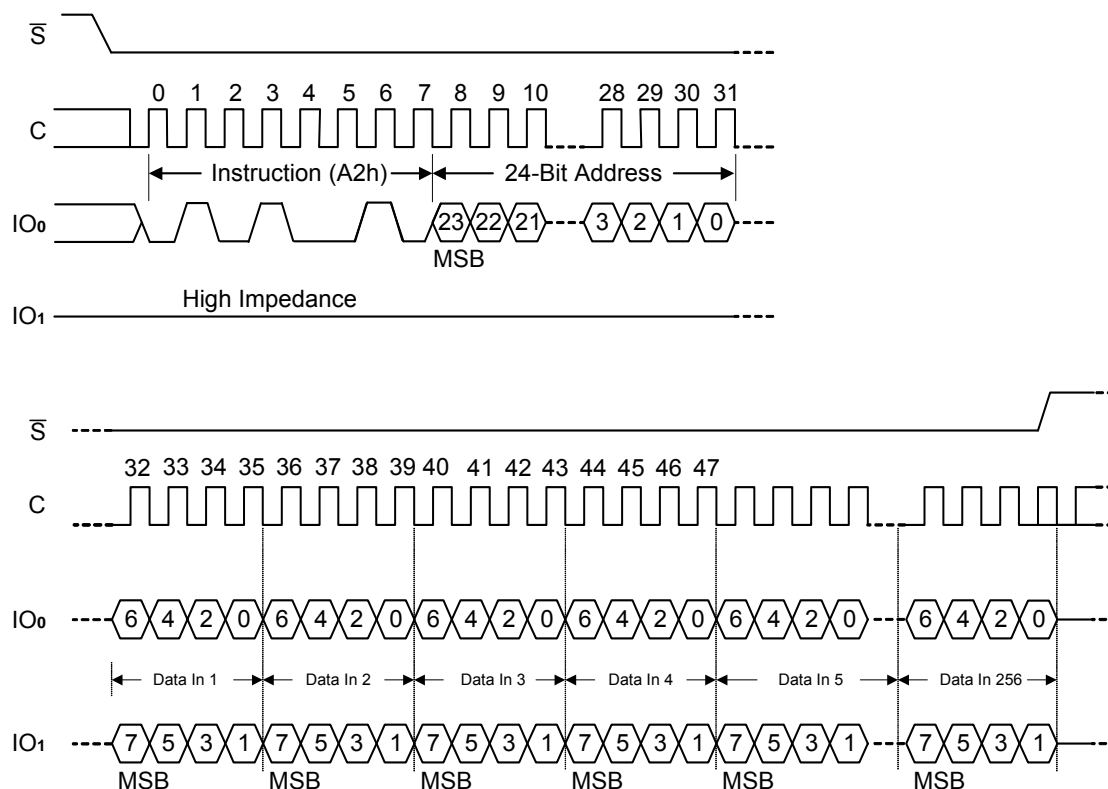 S̅
0 1 2 3 4 5 6 7 8 9 10 28 29 30 31
C
Instruction (A2h) 24-Bit Address
IO₀ 23 22 21 3 2 1 0
MSB
High Impedance
IO₁
S̅
32 33 34 35 36 37 38 39 40 41 42 43 44 45 46 47
C
IO₀ 6 4 2 0 6 4 2 0 6 4 2 0 6 4 2 0 6 4 2 0 6 4 2 0
Data In 1 Data In 2 Data In 3 Data In 4 Data In 5 Data In 256
IO₁ 7 5 3 1 7 5 3 1 7 5 3 1 7 5 3 1 7 5 3 1 7 5 3 1
MSB MSB MSB MSB MSB MSB